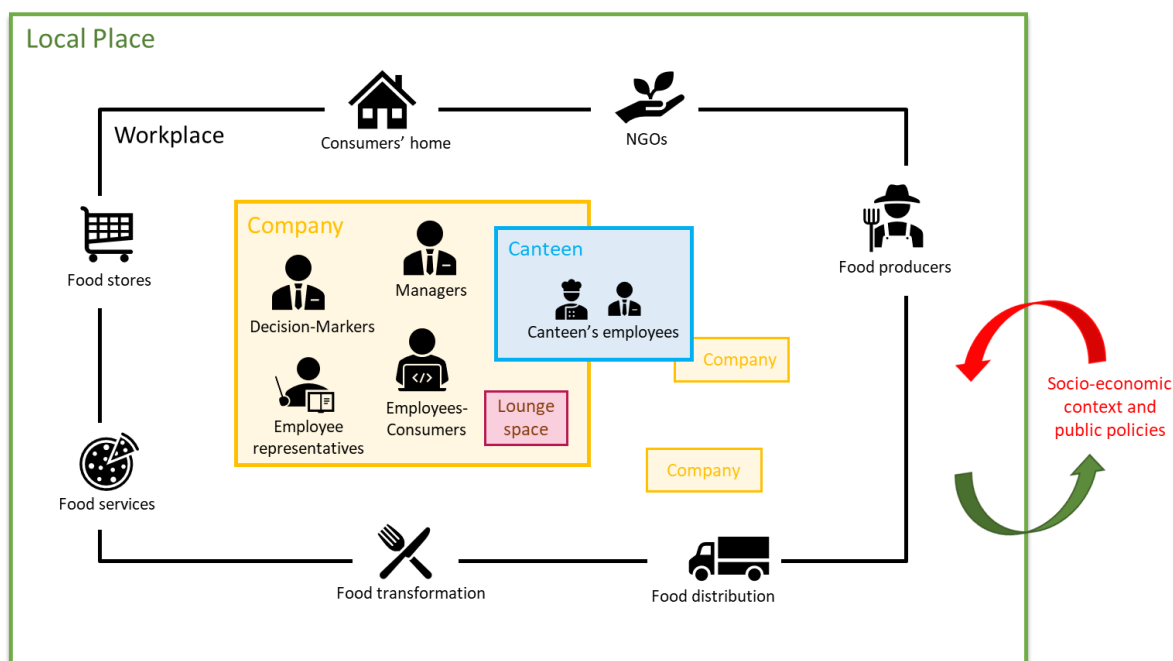 Local Place
Workplace
Consumers' home
NGOs
Food stores
Food producers
Company
Managers
Decision-Markers
Canteen
Canteen's employees
Employee
representatives
Employees-
Consumers
Lounge
space
Company
Company
Socio-economic
context and
public policies
Food services
Food transformation
Food distribution